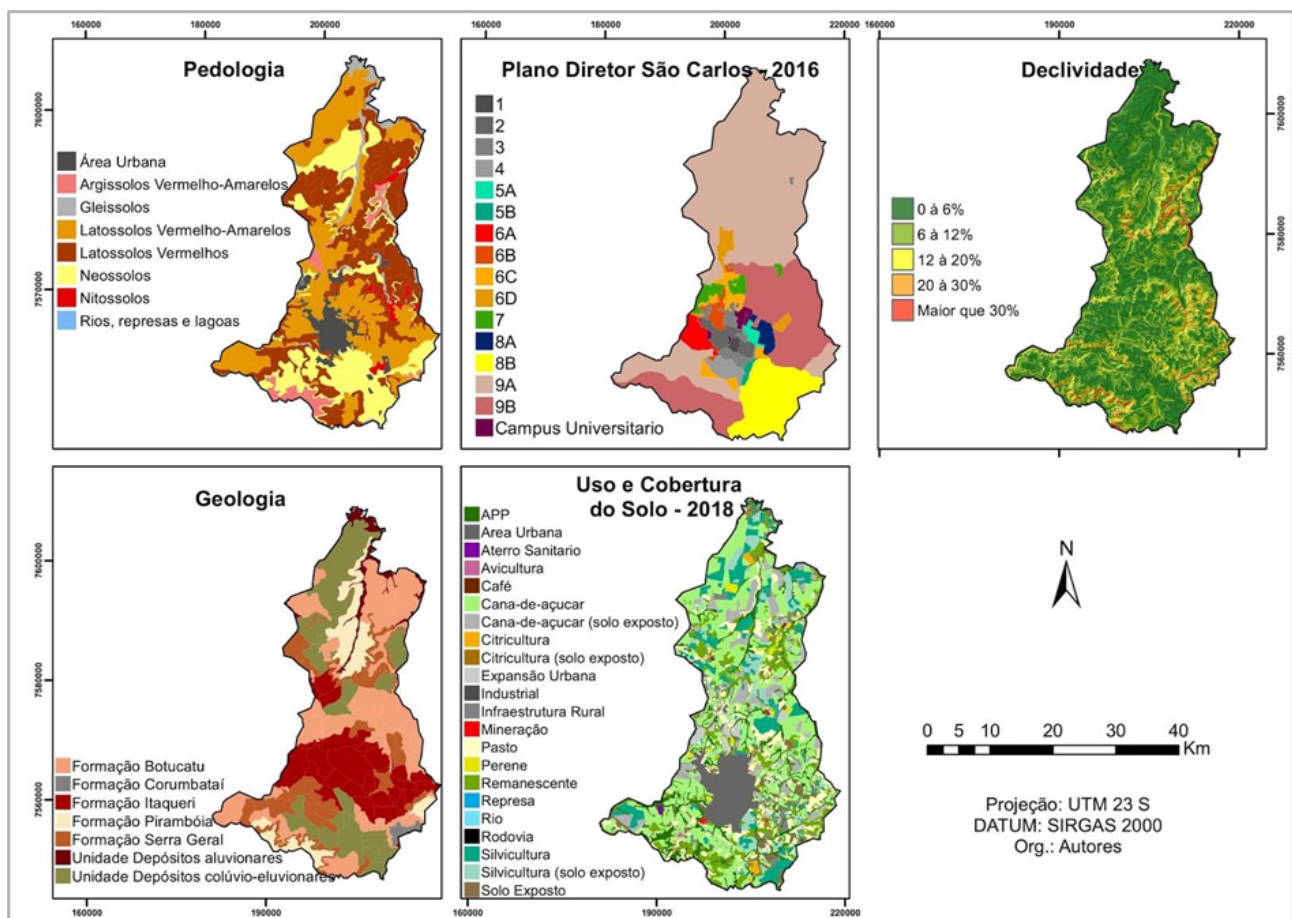 160000
200000
160000
200000
220000
160000
190000
220000
7600000
7570000
Pedologia
Área Urbana
Argissolos Vermelho-Amarelos
Gleissolos
Latossolos Vermelho-Amarelos
Latossolos Vermelhos
Neossolos
Nitossolos
Rios, represas e lagoas
Plano Diretor São Carlos - 2016
1
2
3
4
5A
5B
6A
6B
6C
6D
7
8A
8B
9A
9B
Campus Universitario
Declividade
0 à 6%
6 à 12%
12 à 20%
20 à 30%
Maior que 30%
7600000
7580000
7560000
Geologia
7600000
7580000
7560000
Formação Botucatu
Formação Corumbataí
Formação Itaqueri
Formação Pirambóia
Formação Serra Geral
Unidade Depósitos aluvionares
Unidade Depósitos colúvio-eluvionares
160000
190000
Uso e Cobertura
do Solo - 2018
APP
Area Urbana
Aterro Sanitario
Avicultura
Café
Cana-de-açucar
Cana-de-açucar (solo exposto)
Citricultura
Citricultura (solo exposto)
Expansão Urbana
Industrial
Infraestrutura Rural
Mineração
Pasto
Perene
Remanescente
Represa
Rio
Rodovia
Silvicultura
Silvicultura (solo exposto)
Solo Exposto
160000
190000
220000
160000
190000
220000
N
0 5 10 20 30 40
Km
Projeção: UTM 23 S
DATUM: SIRGAS 2000
Org.: Autores